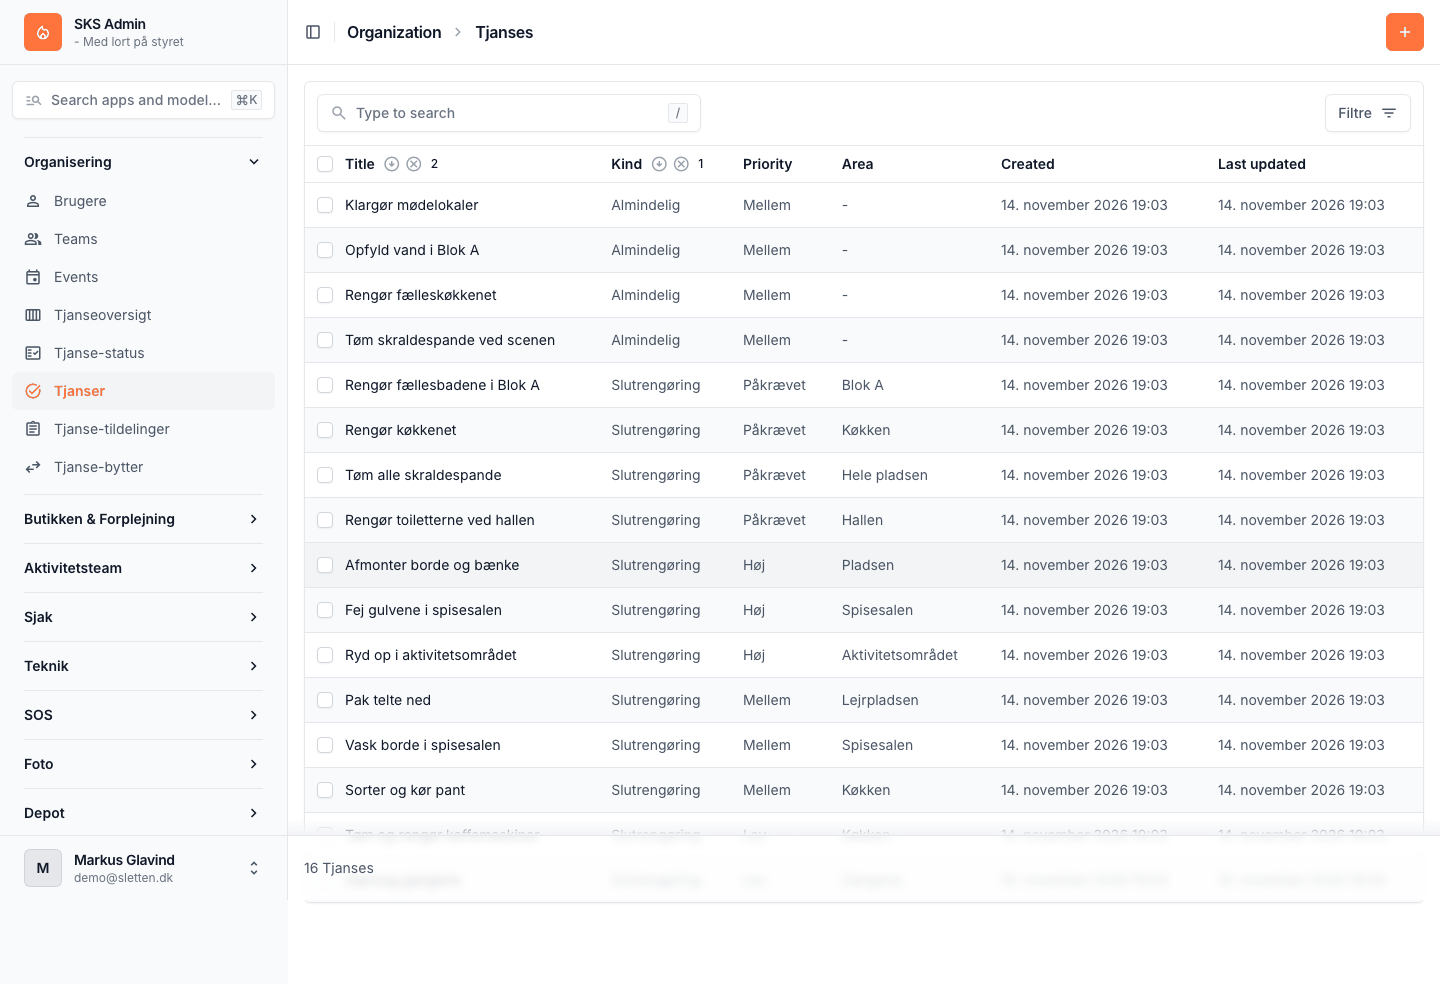 SKS Admin
- Med lort på styret
Organization > Tjanses
+
Search apps and model... ⌘K
Organisering
Brugere
Teams
Events
Tjanseoversigt
Tjanse-status
Tjanser
Tjanse-tildelinger
Tjanse-bytter
Butikken & Forplejning
Aktivitetsteam
Sjak
Teknik
SOS
Foto
Depot
M
Markus Glavind
demo@sletten.dk
Type to search /
Filtre
Title 2 Kind 1 Priority Area Created Last updated
Klargør mødelokaler Almindelig Mellem - 14. november 2026 19:03 14. november 2026 19:03
Opfyld vand i Blok A Almindelig Mellem - 14. november 2026 19:03 14. november 2026 19:03
Rengør fælleskøkkenet Almindelig Mellem - 14. november 2026 19:03 14. november 2026 19:03
Tøm skraldespande ved scenen Almindelig Mellem - 14. november 2026 19:03 14. november 2026 19:03
Rengør fællesbadene i Blok A Slutrengøring Påkrævet Blok A 14. november 2026 19:03 14. november 2026 19:03
Rengør køkkenet Slutrengøring Påkrævet Køkken 14. november 2026 19:03 14. november 2026 19:03
Tøm alle skraldespande Slutrengøring Påkrævet Hele pladsen 14. november 2026 19:03 14. november 2026 19:03
Rengør toiletterne ved hallen Slutrengøring Påkrævet Hallen 14. november 2026 19:03 14. november 2026 19:03
Afmonter borde og bænke Slutrengøring Høj Pladsen 14. november 2026 19:03 14. november 2026 19:03
Fej gulvene i spisesalen Slutrengøring Høj Spisesalen 14. november 2026 19:03 14. november 2026 19:03
Ryd op i aktivitetsområdet Slutrengøring Høj Aktivitetsområdet 14. november 2026 19:03 14. november 2026 19:03
Pak telte ned Slutrengøring Mellem Lejrpladsen 14. november 2026 19:03 14. november 2026 19:03
Vask borde i spisesalen Slutrengøring Mellem Spisesalen 14. november 2026 19:03 14. november 2026 19:03
Sorter og kør pant Slutrengøring Mellem Køkken 14. november 2026 19:03 14. november 2026 19:03
16 Tjanses